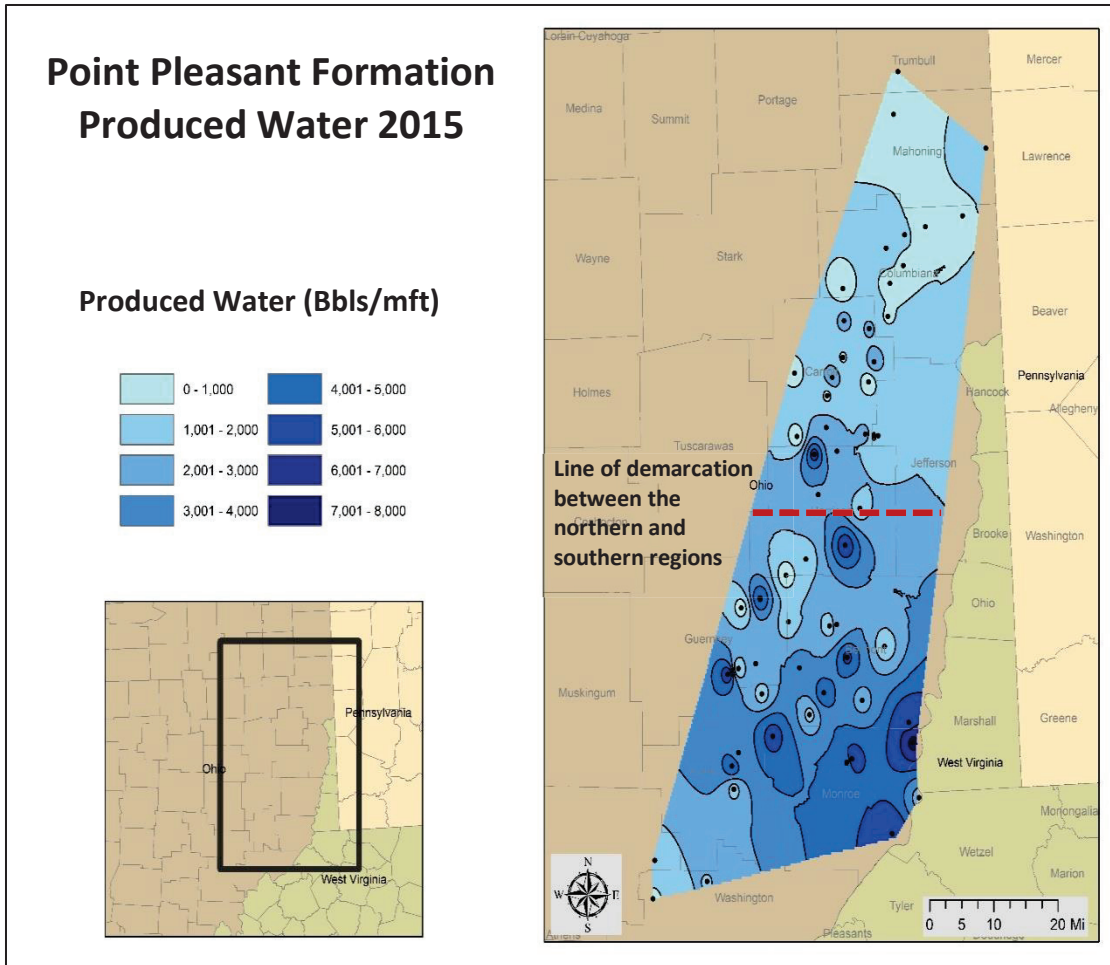 Point Pleasant Formation
Produced Water 2015
Produced Water (Bbls/mft)
0 - 1,000
1,001 - 2,000
2,001 - 3,000
3,001 - 4,000
4,001 - 5,000
5,001 - 6,000
6,001 - 7,000
7,001 - 8,000
Pennsylvania
Ohio
West Virginia
Lorain
Cuyahoga
Trumbull
Mercer
Medina
Summit
Portage
Mahoning
Lawrence
Wayne
Stark
Columbiana
Beaver
Pennsylvania
Holmes
Hancock
Allegheny
Tuscarawas
Jefferson
Line of demarcation
between the
northern and
southern regions
Ohio
Brooke
Washington
Ohio
Guernsey
Muskingum
Marshall
Greene
West Virginia
Monroe
Monongalia
Wetzel
Marion
Washington
Tyler
Pleasants
Athens
N
W E
S
0 5 10 20 Mi